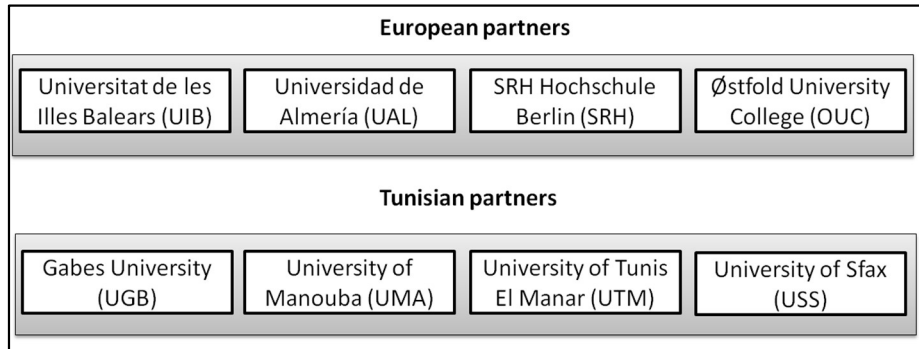 European partners
Universitat de les
Illes Balears (UIB)
Universidad de
Almería (UAL)
SRH Hochschule
Berlin (SRH)
Østfold University
College (OUC)
Tunisian partners
Gabes University
(UGB)
University of
Manouba (UMA)
University of Tunis
El Manar (UTM)
University of Sfax
(USS)